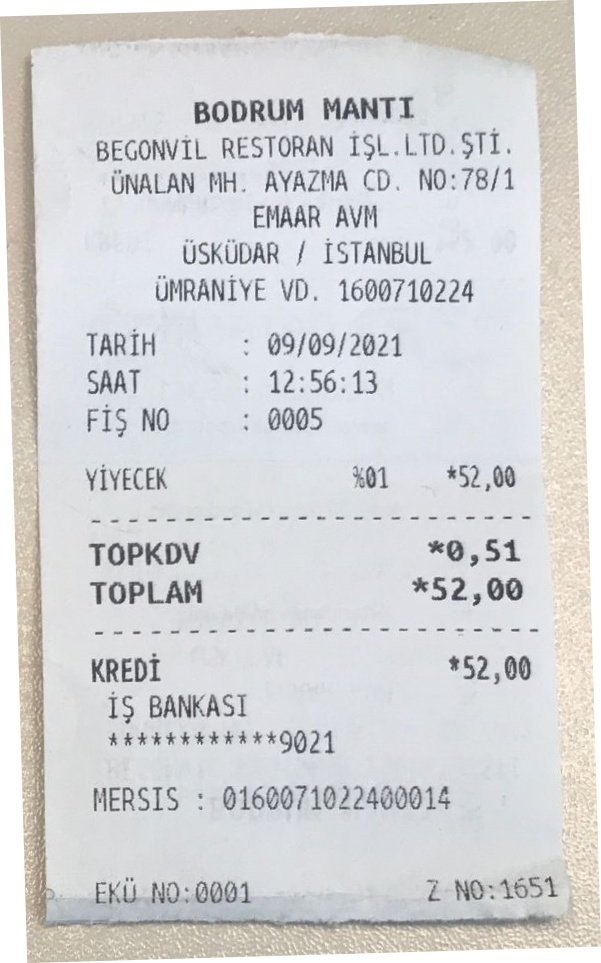 BODRUM MANTI
BEGONVİL RESTORAN İŞL.LTD.ŞTİ.
ÜNALAN MH. AYAZMA CD. NO:78/1
EMAAR AVM
ÜSKÜDAR / İSTANBUL
ÜMRANİYE VD. 1600710224
TARİH : 09/09/2021
SAAT : 12:56:13
FİŞ NO : 0005
YİYECEK %01 *52,00
TOPKDV *0,51
TOPLAM *52,00
KREDİ *52,00
İŞ BANKASI
************9021
MERSIS : 0160071022400014
EKÜ NO:0001 Z NO:1651